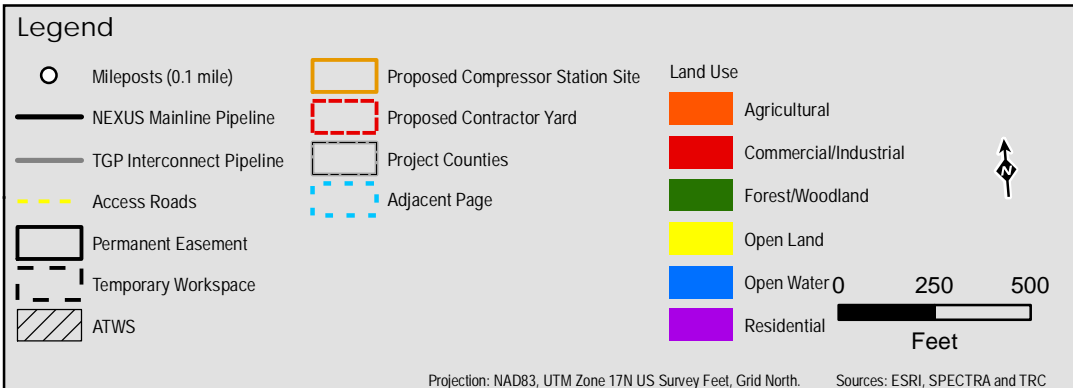 Legend
Mileposts (0.1 mile)
NEXUS Mainline Pipeline
TGP Interconnect Pipeline
Access Roads
Permanent Easement
Temporary Workspace
ATWS
Proposed Compressor Station Site
Proposed Contractor Yard
Project Counties
Adjacent Page
Land Use
Agricultural
Commercial/Industrial
Forest/Woodland
Open Land
Open Water
Residential
N
0 250 500
Feet
Projection: NAD83, UTM Zone 17N US Survey Feet, Grid North. Sources: ESRI, SPECTRA and TRC